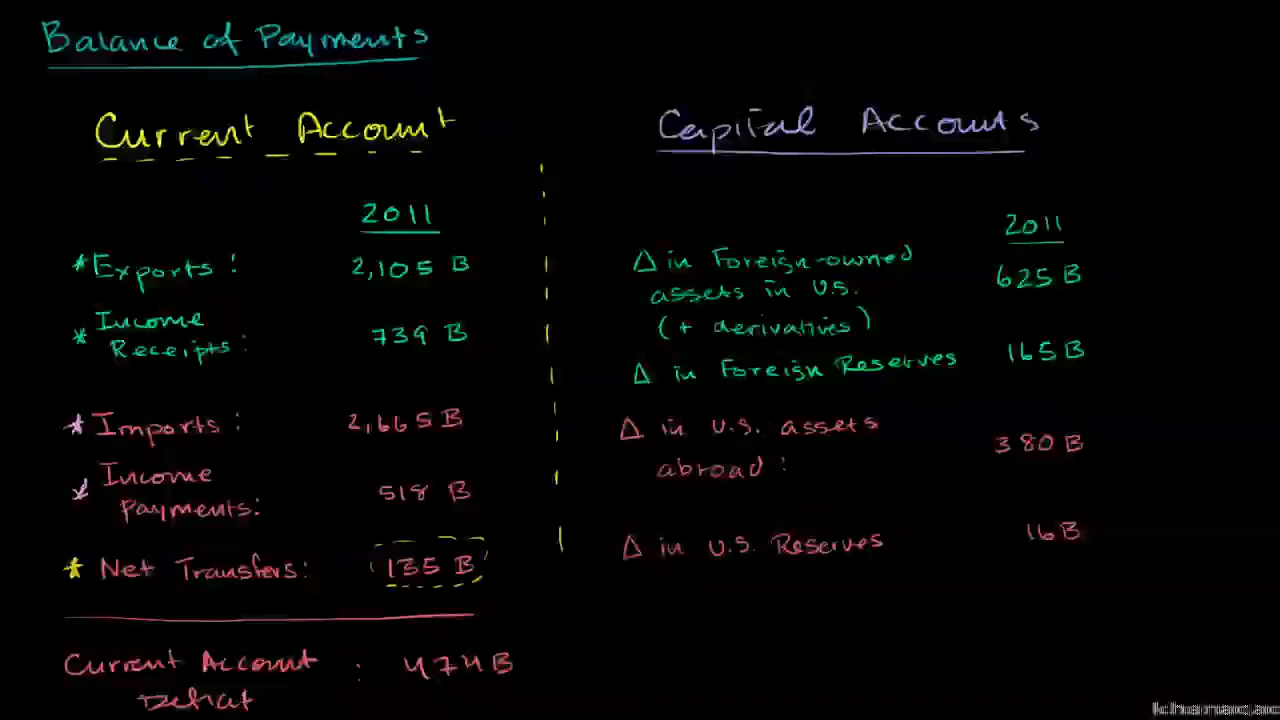 Balance of Payments
Current Account
2011
*Exports: 2,105 B
*Income
Receipts: 739 B
*Imports: 2,665 B
*Income
Payments: 518 B
*Net Transfers: 135 B
Current Account : 474 B
Deficit
Capital Accounts
2011
Δ in Foreign-owned
assets in U.S. 625 B
(+ derivatives)
Δ in Foreign Reserves 165 B
Δ in U.S. assets
abroad: 380 B
Δ in U.S. Reserves 16 B